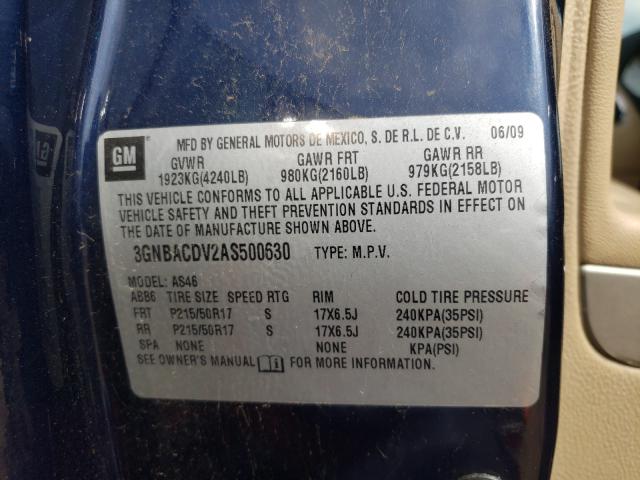 GM
MFD BY GENERAL MOTORS DE MEXICO, S. DE R.L. DE C.V. 06/09
GVWR GAWR FRT GAWR RR
1923KG(4240LB) 980KG(2160LB) 979KG(2158LB)
THIS VEHICLE CONFORMS TO ALL APPLICABLE U.S. FEDERAL MOTOR
VEHICLE SAFETY AND THEFT PREVENTION STANDARDS IN EFFECT ON
THE DATE OF MANUFACTURE SHOWN ABOVE.
3GNBACDV2AS500630 TYPE: M.P.V.
MODEL: AS46
ABB6 TIRE SIZE SPEED RTG RIM COLD TIRE PRESSURE
FRT P215/50R17 S 17X6.5J 240KPA(35PSI)
RR P215/50R17 S 17X6.5J 240KPA(35PSI)
SPA NONE NONE KPA(PSI)
SEE OWNER'S MANUAL FOR MORE INFORMATION.